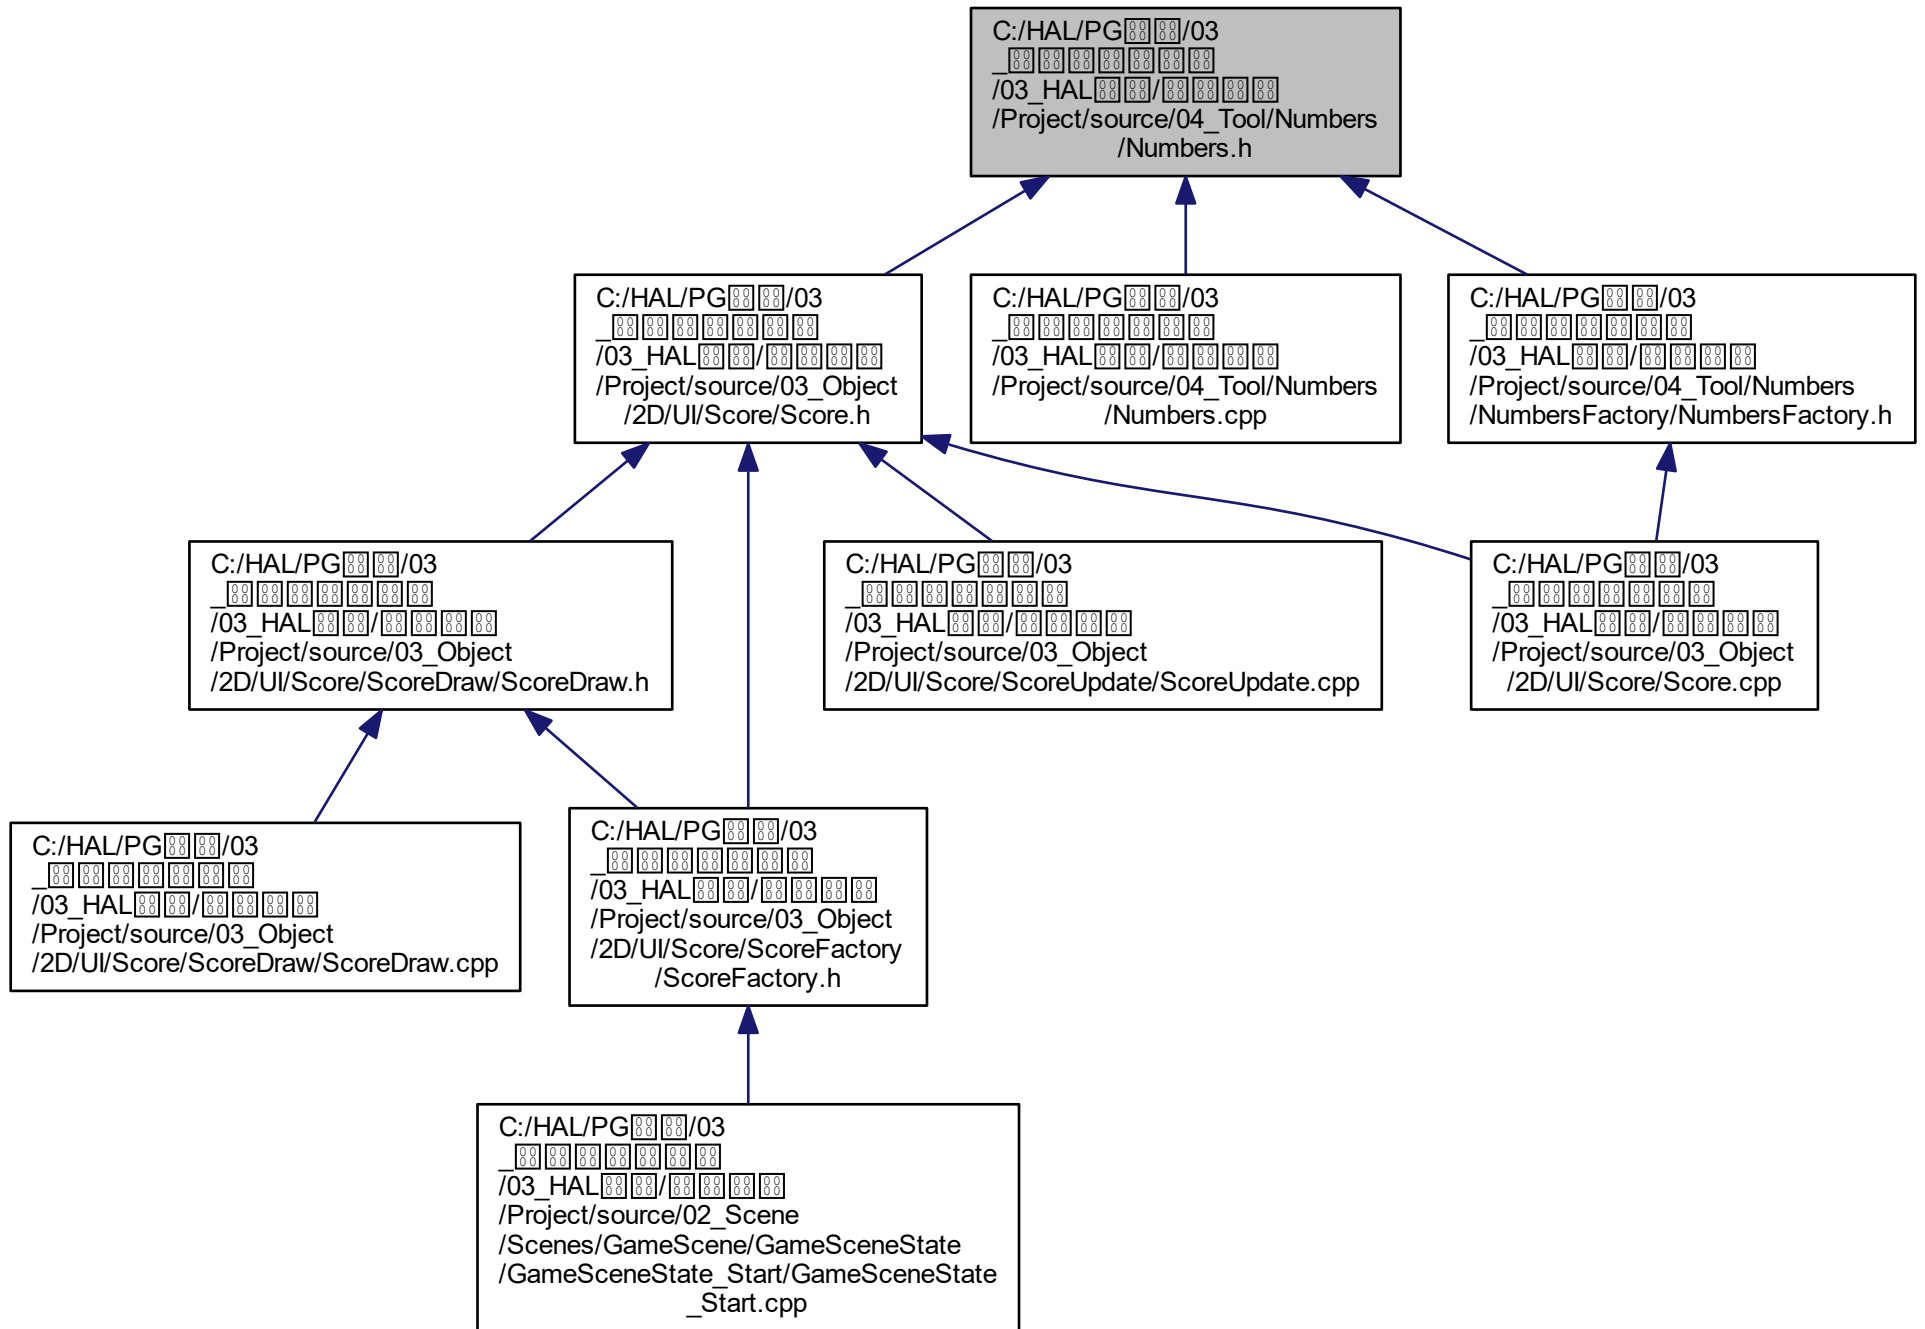 C:/HAL/PG/03
_
/03_HAL/
/Project/source/04_Tool/Numbers
/Numbers.h
C:/HAL/PG/03
_
/03_HAL/
/Project/source/03_Object
/2D/UI/Score/Score.h
C:/HAL/PG/03
_
/03_HAL/
/Project/source/04_Tool/Numbers
/Numbers.cpp
C:/HAL/PG/03
_
/03_HAL/
/Project/source/04_Tool/Numbers
/NumbersFactory/NumbersFactory.h
C:/HAL/PG/03
_
/03_HAL/
/Project/source/03_Object
/2D/UI/Score/ScoreDraw/ScoreDraw.h
C:/HAL/PG/03
_
/03_HAL/
/Project/source/03_Object
/2D/UI/Score/ScoreUpdate/ScoreUpdate.cpp
C:/HAL/PG/03
_
/03_HAL/
/Project/source/03_Object
/2D/UI/Score/Score.cpp
C:/HAL/PG/03
_
/03_HAL/
/Project/source/03_Object
/2D/UI/Score/ScoreDraw/ScoreDraw.cpp
C:/HAL/PG/03
_
/03_HAL/
/Project/source/03_Object
/2D/UI/Score/ScoreFactory
/ScoreFactory.h
C:/HAL/PG/03
_
/03_HAL/
/Project/source/02_Scene
/Scenes/GameScene/GameSceneState
/GameSceneState_Start/GameSceneState
_Start.cpp